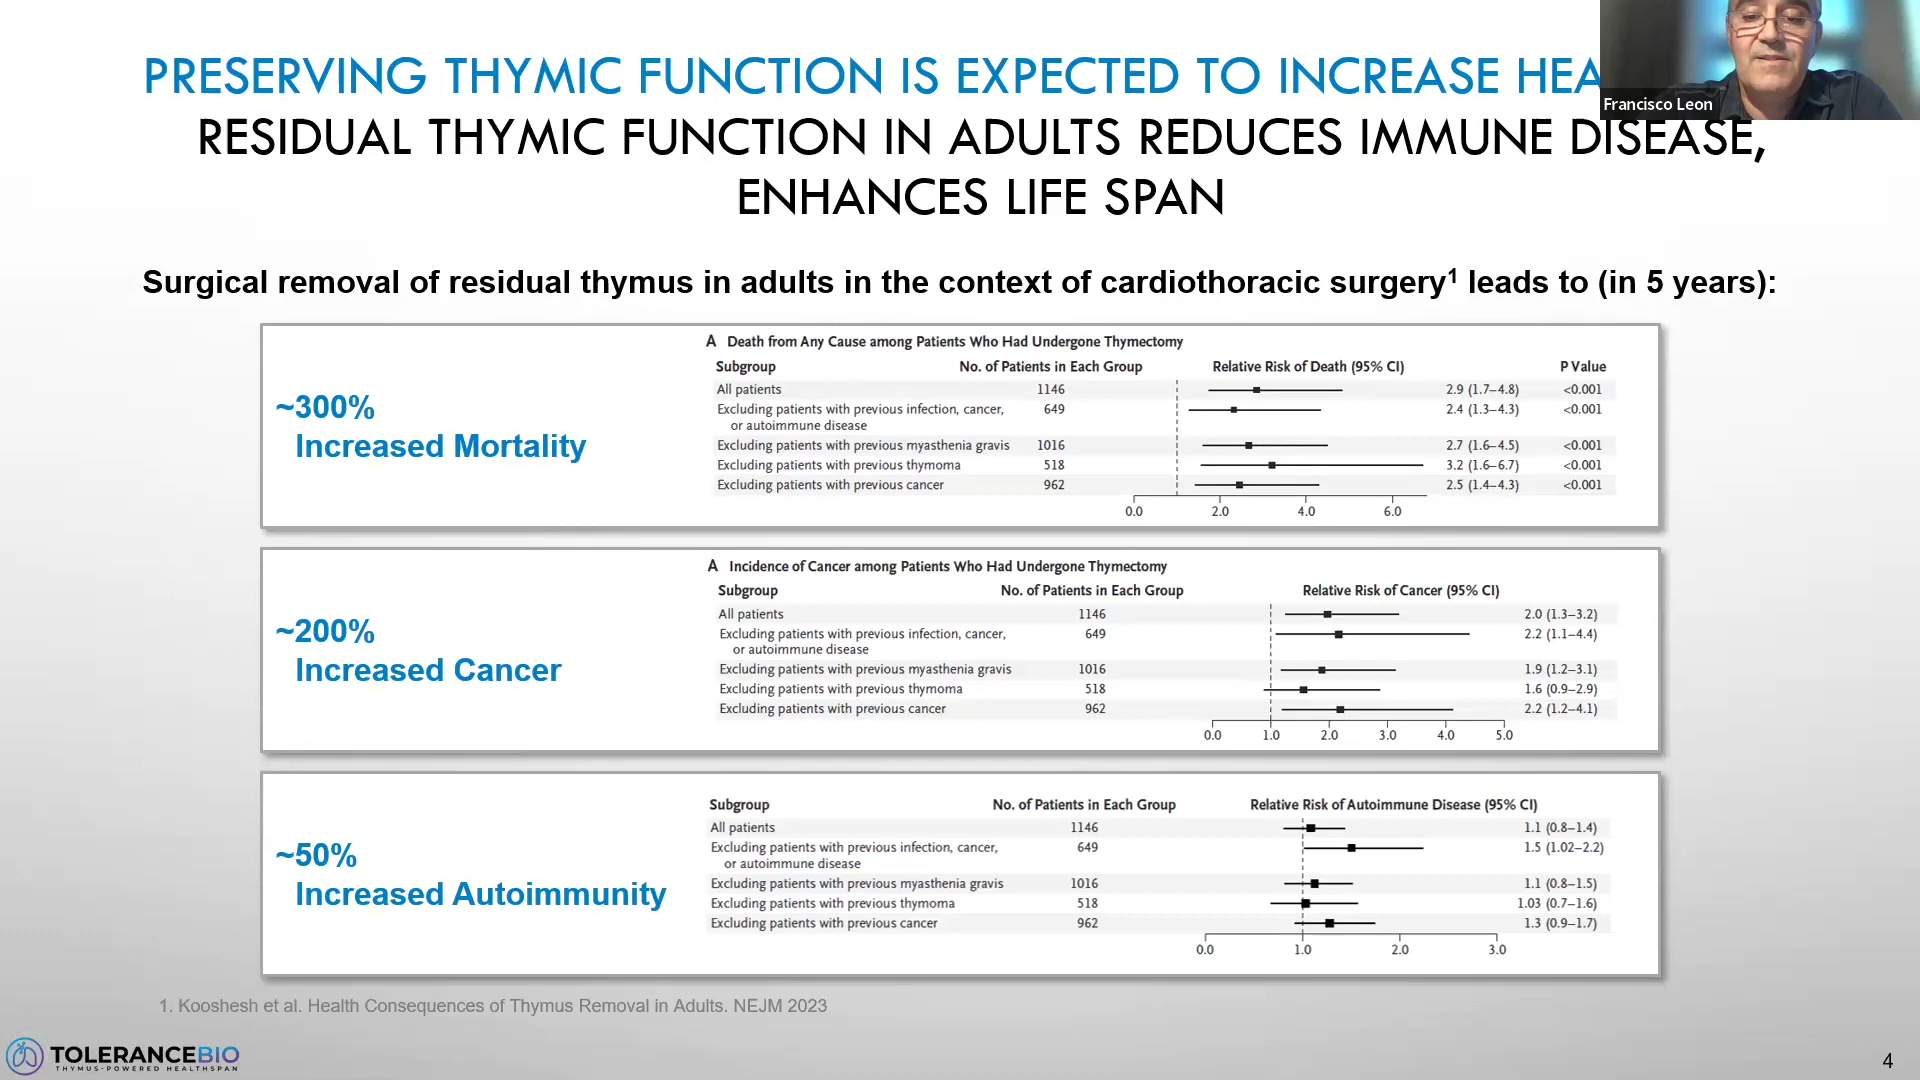 PRESERVING THYMIC FUNCTION IS EXPECTED TO INCREASE
Francisco Leon
RESIDUAL THYMIC FUNCTION IN ADULTS REDUCES IMMUNE DISEASE,
ENHANCES LIFE SPAN
Surgical removal of residual thymus in adults in the context of cardiothoracic surgery¹ leads to (in 5 years):
~300%
Increased Mortality
A Death from Any Cause among Patients Who Had Undergone Thymectomy
Subgroup No. of Patients in Each Group Relative Risk of Death (95% CI) P Value
All patients 1146 2.9 (1.7–4.8) <0.001
Excluding patients with previous infection, cancer, 649 2.4 (1.3–4.3) <0.001
or autoimmune disease
Excluding patients with previous myasthenia gravis 1016 2.7 (1.6–4.5) <0.001
Excluding patients with previous thymoma 518 3.2 (1.6–6.7) <0.001
Excluding patients with previous cancer 962 2.5 (1.4–4.3) <0.001
0.0 2.0 4.0 6.0
~200%
Increased Cancer
A Incidence of Cancer among Patients Who Had Undergone Thymectomy
Subgroup No. of Patients in Each Group Relative Risk of Cancer (95% CI)
All patients 1146 2.0 (1.3–3.2)
Excluding patients with previous infection, cancer, 649 2.2 (1.1–4.4)
or autoimmune disease
Excluding patients with previous myasthenia gravis 1016 1.9 (1.2–3.1)
Excluding patients with previous thymoma 518 1.6 (0.9–2.9)
Excluding patients with previous cancer 962 2.2 (1.2–4.1)
0.0 1.0 2.0 3.0 4.0 5.0
~50%
Increased Autoimmunity
Subgroup No. of Patients in Each Group Relative Risk of Autoimmune Disease (95% CI)
All patients 1146 1.1 (0.8–1.4)
Excluding patients with previous infection, cancer, 649 1.5 (1.02–2.2)
or autoimmune disease
Excluding patients with previous myasthenia gravis 1016 1.1 (0.8–1.5)
Excluding patients with previous thymoma 518 1.03 (0.7–1.6)
Excluding patients with previous cancer 962 1.3 (0.9–1.7)
0.0 1.0 2.0 3.0
1. Kooshesh et al. Health Consequences of Thymus Removal in Adults. NEJM 2023
TOLERANCEBIO
THYMUS-POWERED HEALTHSPAN
4